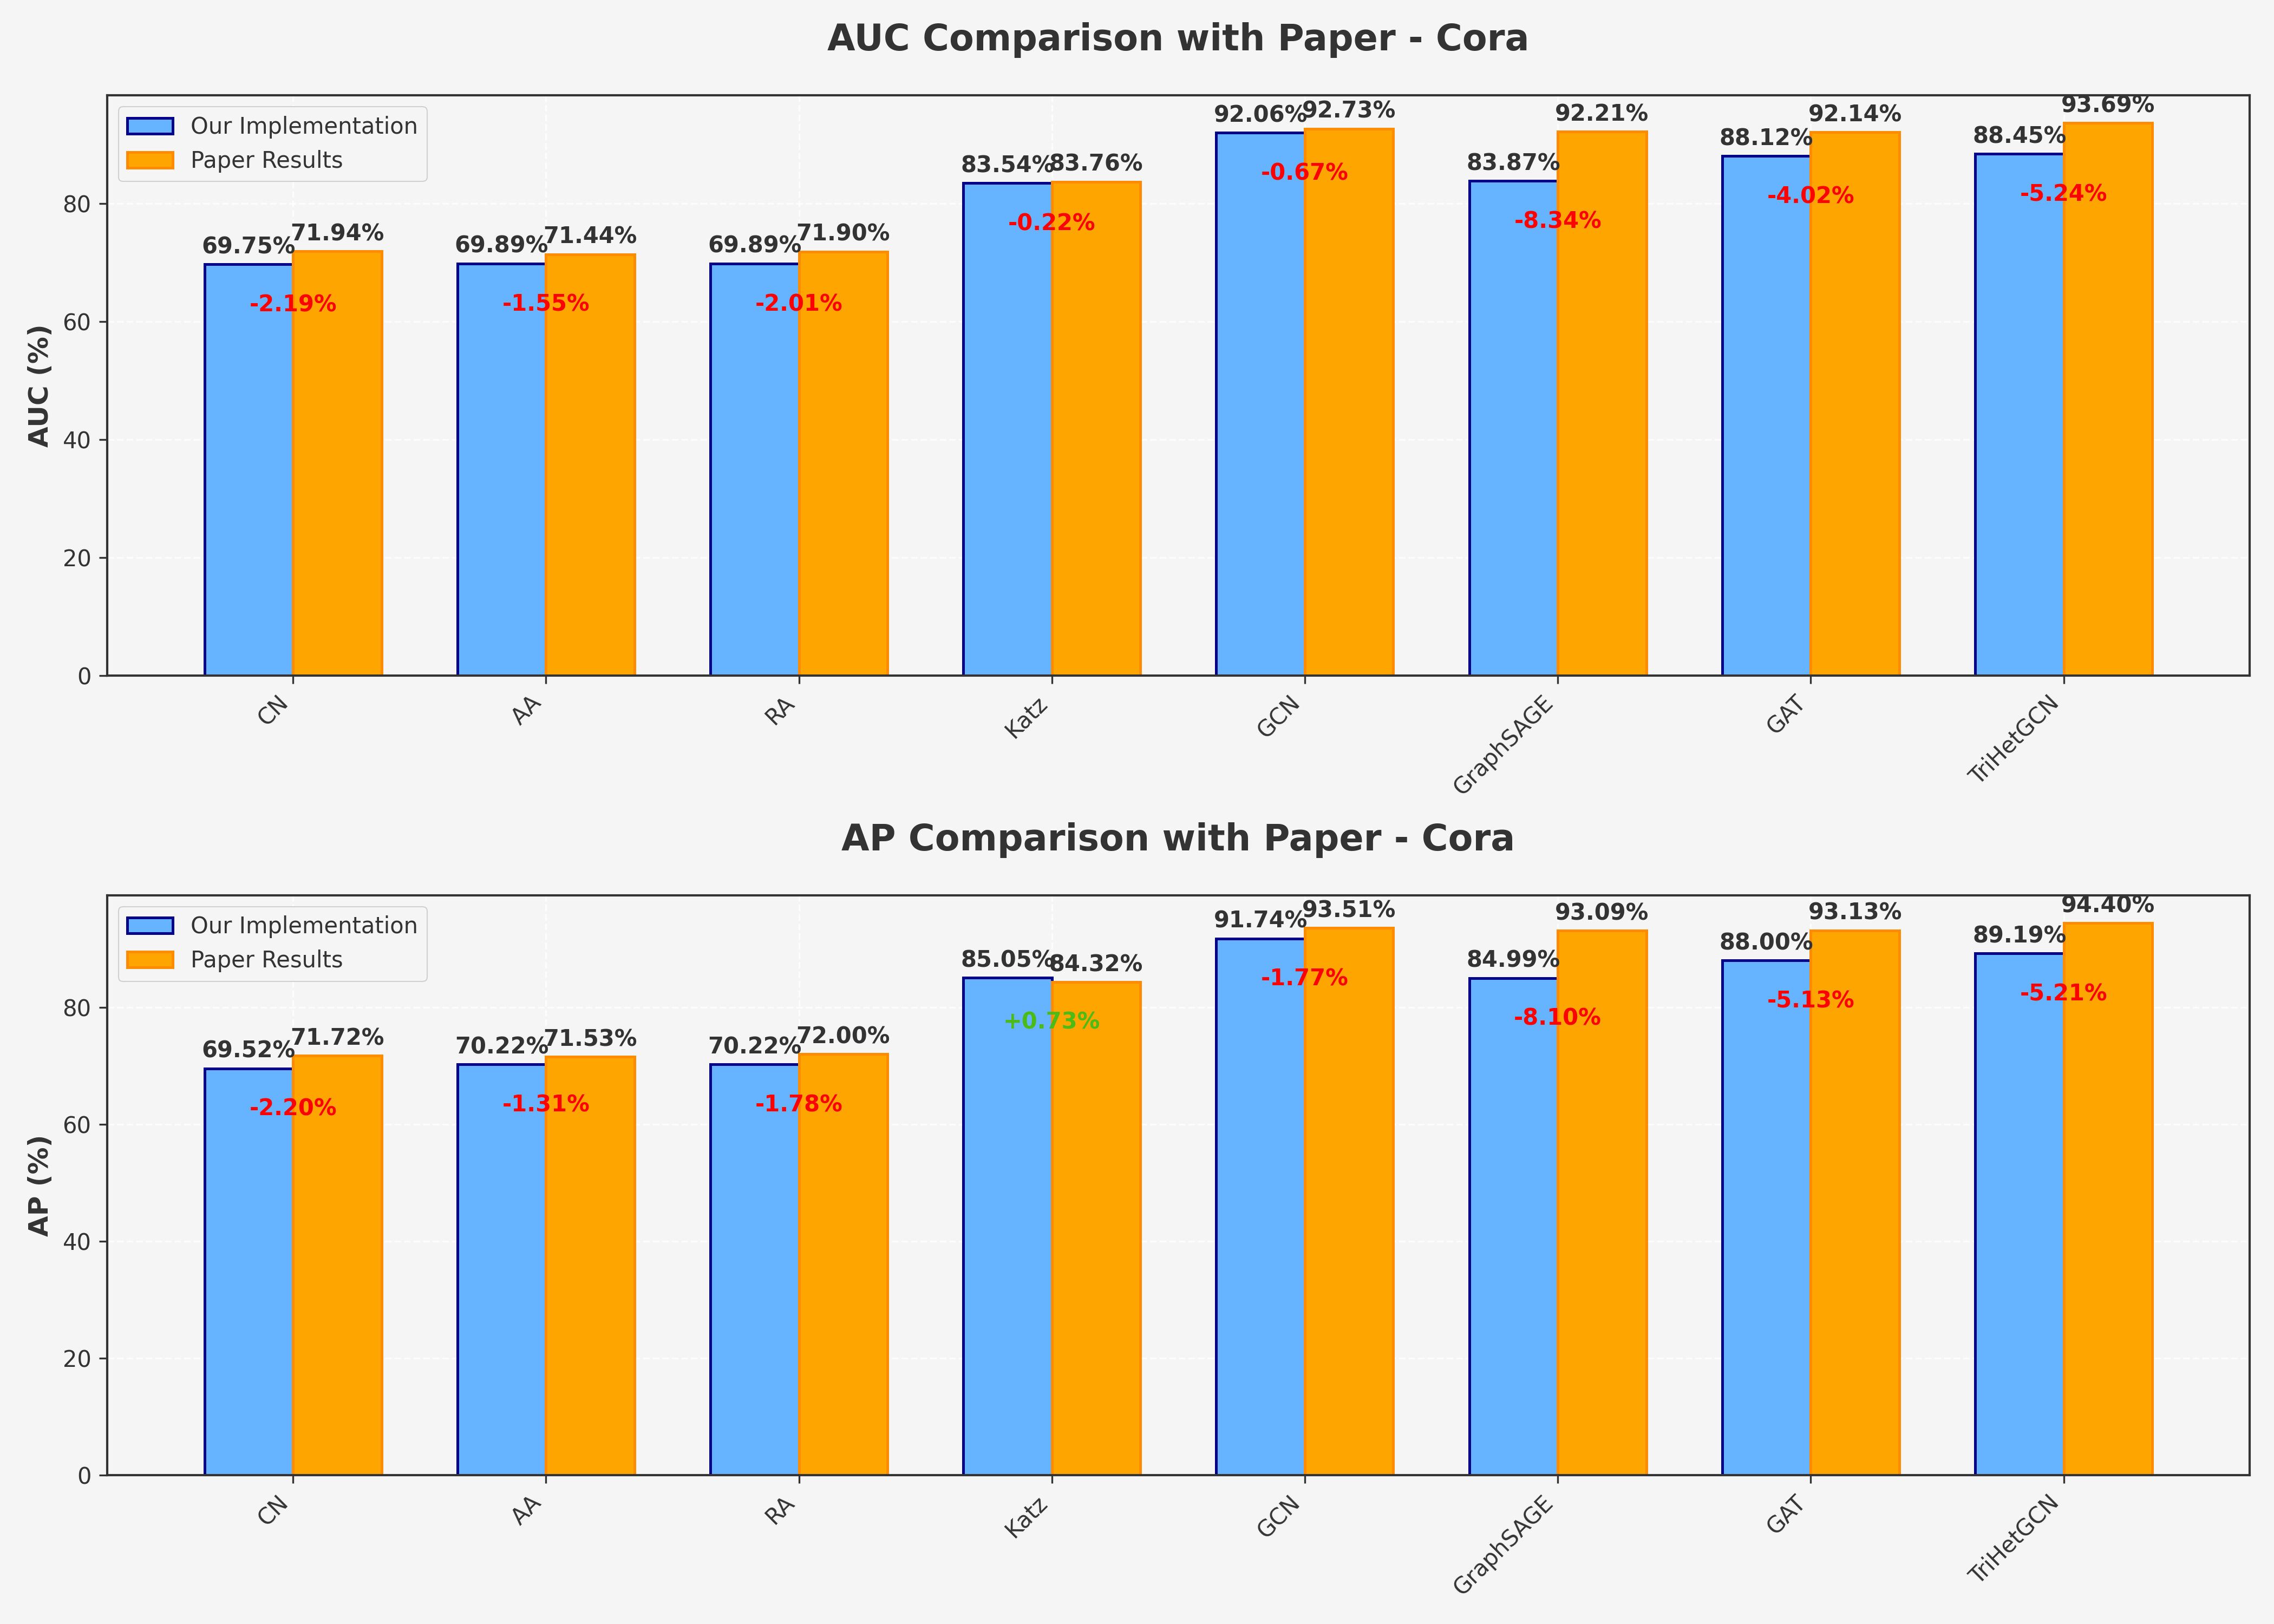 AUC Comparison with Paper - Cora
Our Implementation
Paper Results
AUC (%)
80
60
40
20
0
69.75% 71.94%
-2.19%
69.89% 71.44%
-1.55%
69.89% 71.90%
-2.01%
83.54% 83.76%
-0.22%
92.06% 92.73%
-0.67%
83.87% 92.21%
-8.34%
88.12% 92.14%
-4.02%
88.45% 93.69%
-5.24%
CN
AA
RA
Katz
GCN
GraphSAGE
GAT
TriHetGCN
AP Comparison with Paper - Cora
Our Implementation
Paper Results
AP (%)
80
60
40
20
0
69.52% 71.72%
-2.20%
70.22% 71.53%
-1.31%
70.22% 72.00%
-1.78%
85.05% 84.32%
+0.73%
91.74% 93.51%
-1.77%
84.99% 93.09%
-8.10%
88.00% 93.13%
-5.13%
89.19% 94.40%
-5.21%
CN
AA
RA
Katz
GCN
GraphSAGE
GAT
TriHetGCN